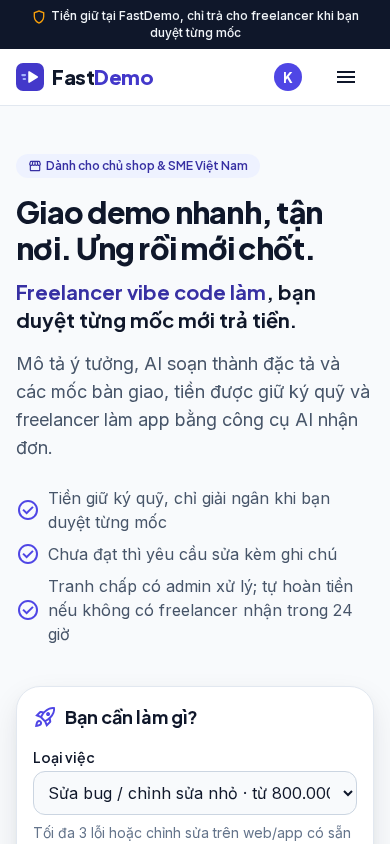 Tiền giữ tại FastDemo, chỉ trả cho freelancer khi bạn
duyệt từng mốc
FastDemo
K
Dành cho chủ shop & SME Việt Nam
Giao demo nhanh, tận
nơi. Ưng rồi mới chốt.
Freelancer vibe code làm, bạn
duyệt từng mốc mới trả tiền.
Mô tả ý tưởng, AI soạn thành đặc tả và
các mốc bàn giao, tiền được giữ ký quỹ và
freelancer làm app bằng công cụ AI nhận
đơn.
Tiền giữ ký quỹ, chỉ giải ngân khi bạn
duyệt từng mốc
Chưa đạt thì yêu cầu sửa kèm ghi chú
Tranh chấp có admin xử lý; tự hoàn tiền
nếu không có freelancer nhận trong 24
giờ
Bạn cần làm gì?
Loại việc
Sửa bug / chỉnh sửa nhỏ · từ 800.000
Tối đa 3 lỗi hoặc chỉnh sửa trên web/app có sẵn